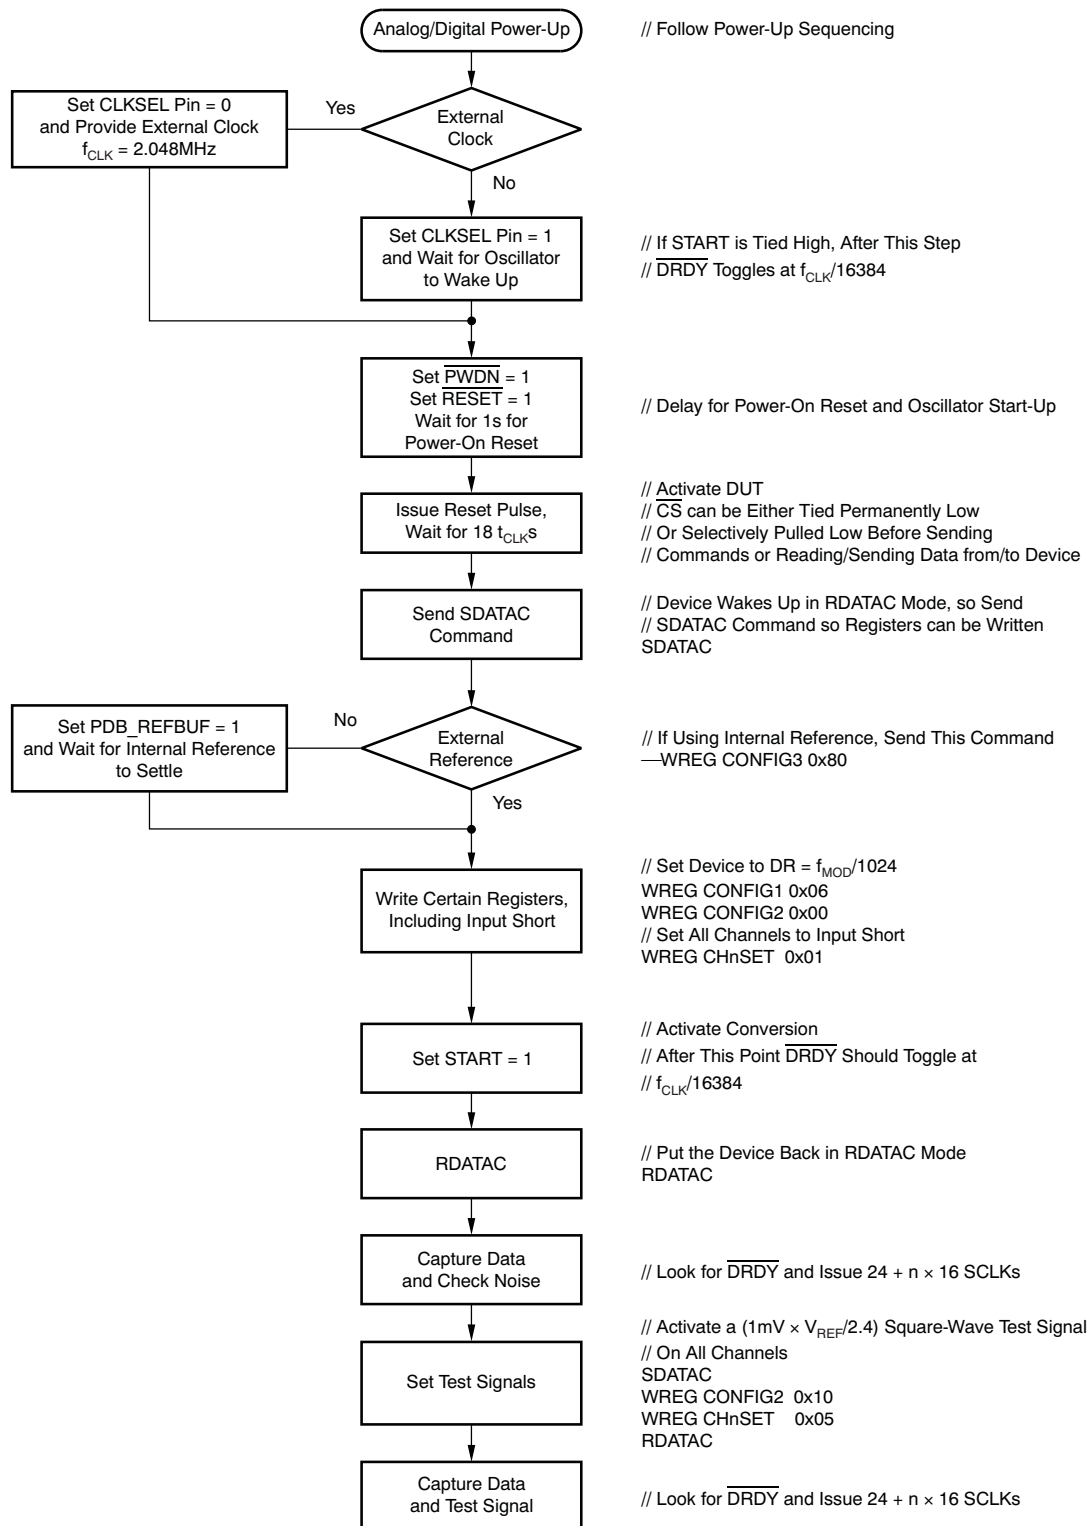 Analog/Digital Power-Up
// Follow Power-Up Sequencing
Set CLKSEL Pin = 0
and Provide External Clock
f_CLK = 2.048MHz
Yes
External
Clock
No
Set CLKSEL Pin = 1
and Wait for Oscillator
to Wake Up
// If START is Tied High, After This Step
// D̅R̅D̅Y̅ Toggles at f_CLK/16384
Set P̅W̅D̅N̅ = 1
Set R̅E̅S̅E̅T̅ = 1
Wait for 1s for
Power-On Reset
// Delay for Power-On Reset and Oscillator Start-Up
Issue Reset Pulse,
Wait for 18 t_CLKs
// Activate DUT
// C̅S̅ can be Either Tied Permanently Low
// Or Selectively Pulled Low Before Sending
// Commands or Reading/Sending Data from/to Device
Send SDATAC
Command
// Device Wakes Up in RDATAC Mode, so Send
// SDATAC Command so Registers can be Written
SDATAC
Set PDB_REFBUF = 1
and Wait for Internal Reference
to Settle
No
External
Reference
Yes
// If Using Internal Reference, Send This Command
—WREG CONFIG3 0x80
Write Certain Registers,
Including Input Short
// Set Device to DR = f_MOD/1024
WREG CONFIG1 0x06
WREG CONFIG2 0x00
// Set All Channels to Input Short
WREG CHnSET 0x01
Set START = 1
// Activate Conversion
// After This Point D̅R̅D̅Y̅ Should Toggle at
// f_CLK/16384
RDATAC
// Put the Device Back in RDATAC Mode
RDATAC
Capture Data
and Check Noise
// Look for D̅R̅D̅Y̅ and Issue 24 + n × 16 SCLKs
Set Test Signals
// Activate a (1mV × V_REF/2.4) Square-Wave Test Signal
// On All Channels
SDATAC
WREG CONFIG2 0x10
WREG CHnSET 0x05
RDATAC
Capture Data
and Test Signal
// Look for D̅R̅D̅Y̅ and Issue 24 + n × 16 SCLKs